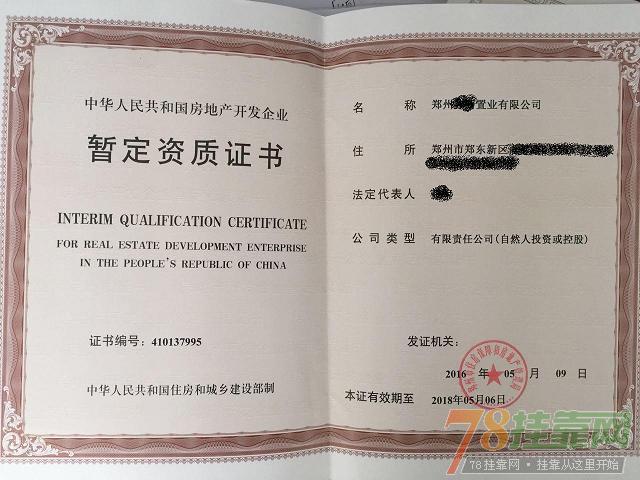 中华人民共和国房地产开发企业
暂定资质证书
INTERIM QUALIFICATION CERTIFICATE
FOR REAL ESTATE DEVELOPMENT ENTERPRISE
IN THE PEOPLE'S REPUBLIC OF CHINA
证书编号: 410137995
中华人民共和国住房和城乡建设部制
名 称 郑州 置业有限公司
住 所 郑州市郑东新区
法定代表人
公司类型 有限责任公司(自然人投资或控股)
发证机关:
2016 年 05 月 09 日
本证有效期至 2018年05月06日
78挂靠网
78挂靠网 · 挂靠从这里开始